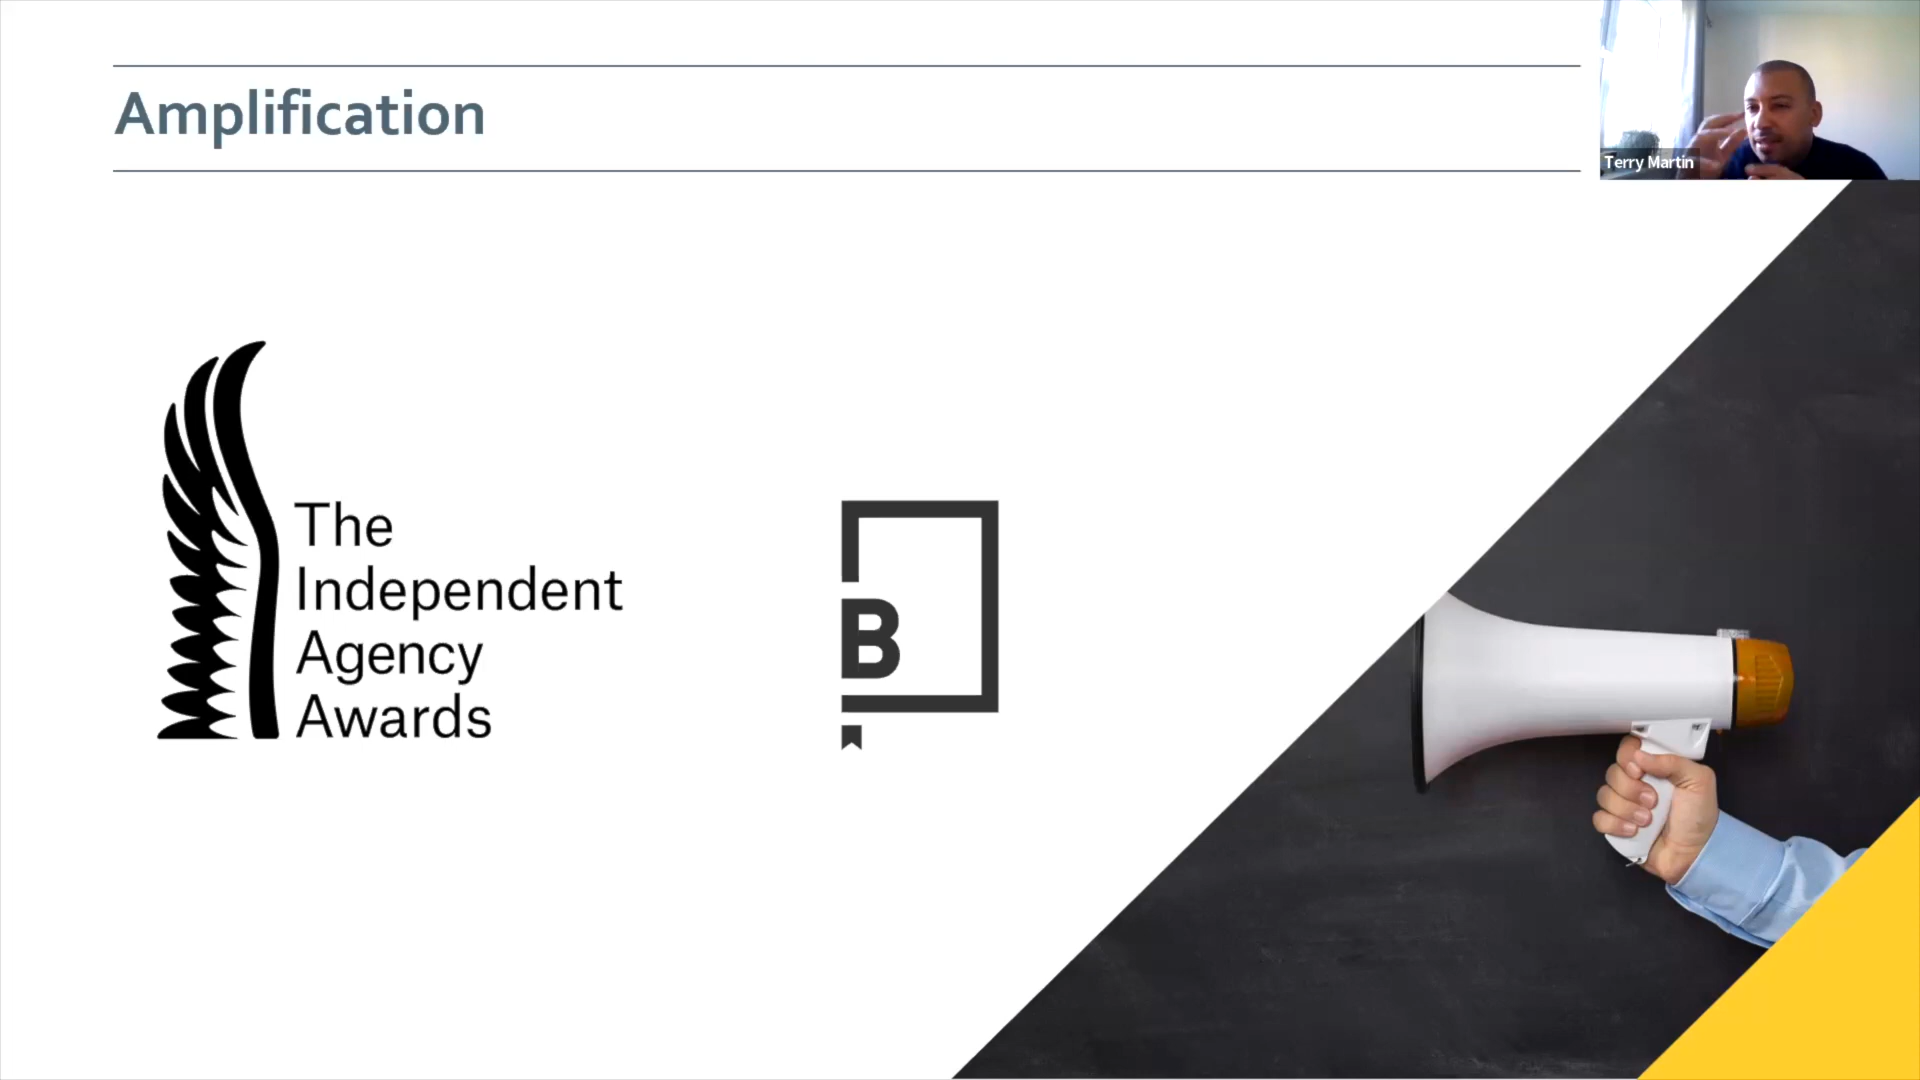 Amplification
Terry Martin
The
Independent
Agency
Awards
B